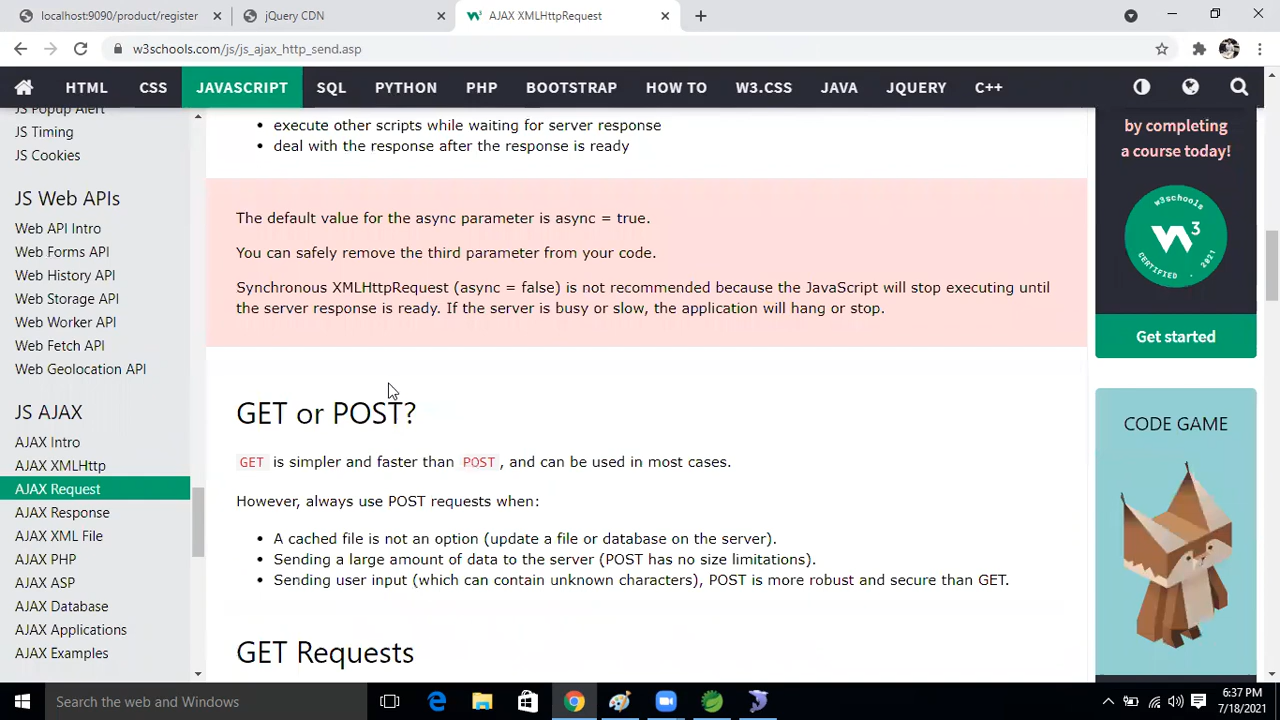 localhost:9090/product/register
jQuery CDN
AJAX XMLHttpRequest
w3schools.com/js/js_ajax_http_send.asp
HTML CSS JAVASCRIPT SQL PYTHON PHP BOOTSTRAP HOW TO W3.CSS JAVA JQUERY C++
JS Popup Alert
JS Timing
JS Cookies
JS Web APIs
Web API Intro
Web Forms API
Web History API
Web Storage API
Web Worker API
Web Fetch API
Web Geolocation API
JS AJAX
AJAX Intro
AJAX XMLHttp
AJAX Request
AJAX Response
AJAX XML File
AJAX PHP
AJAX ASP
AJAX Database
AJAX Applications
AJAX Examples
• execute other scripts while waiting for server response
• deal with the response after the response is ready
The default value for the async parameter is async = true.
You can safely remove the third parameter from your code.
Synchronous XMLHttpRequest (async = false) is not recommended because the JavaScript will stop executing until
the server response is ready. If the server is busy or slow, the application will hang or stop.
GET or POST?
GET is simpler and faster than POST, and can be used in most cases.
However, always use POST requests when:
• A cached file is not an option (update a file or database on the server).
• Sending a large amount of data to the server (POST has no size limitations).
• Sending user input (which can contain unknown characters), POST is more robust and secure than GET.
GET Requests
by completing
a course today!
w3schools
W3
CERTIFIED . 2021
Get started
CODE GAME
Search the web and Windows
6:37 PM
7/18/2021